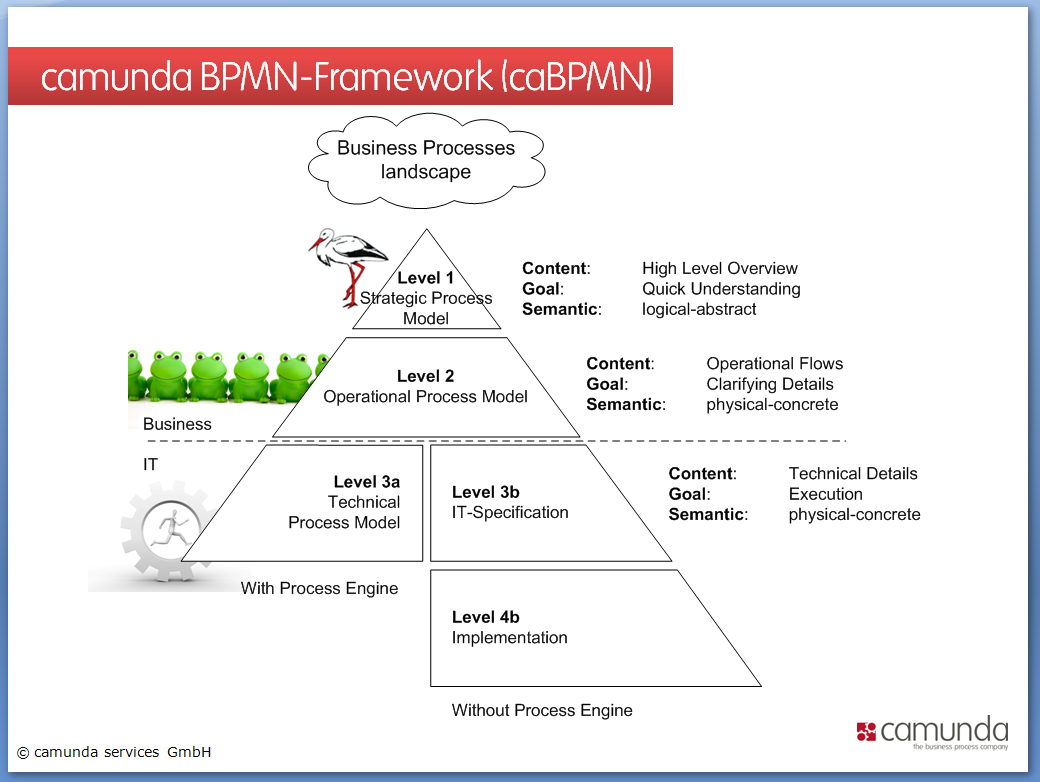 camunda BPMN-Framework (caBPMN)
Business Processes
landscape
Level 1
Strategic Process
Model
Content: High Level Overview
Goal: Quick Understanding
Semantic: logical-abstract
Level 2
Operational Process Model
Content: Operational Flows
Goal: Clarifying Details
Semantic: physical-concrete
Business
IT
Level 3a
Technical
Process Model
Level 3b
IT-Specification
Content: Technical Details
Goal: Execution
Semantic: physical-concrete
With Process Engine
Level 4b
Implementation
Without Process Engine
camunda
the business process company
© camunda services GmbH